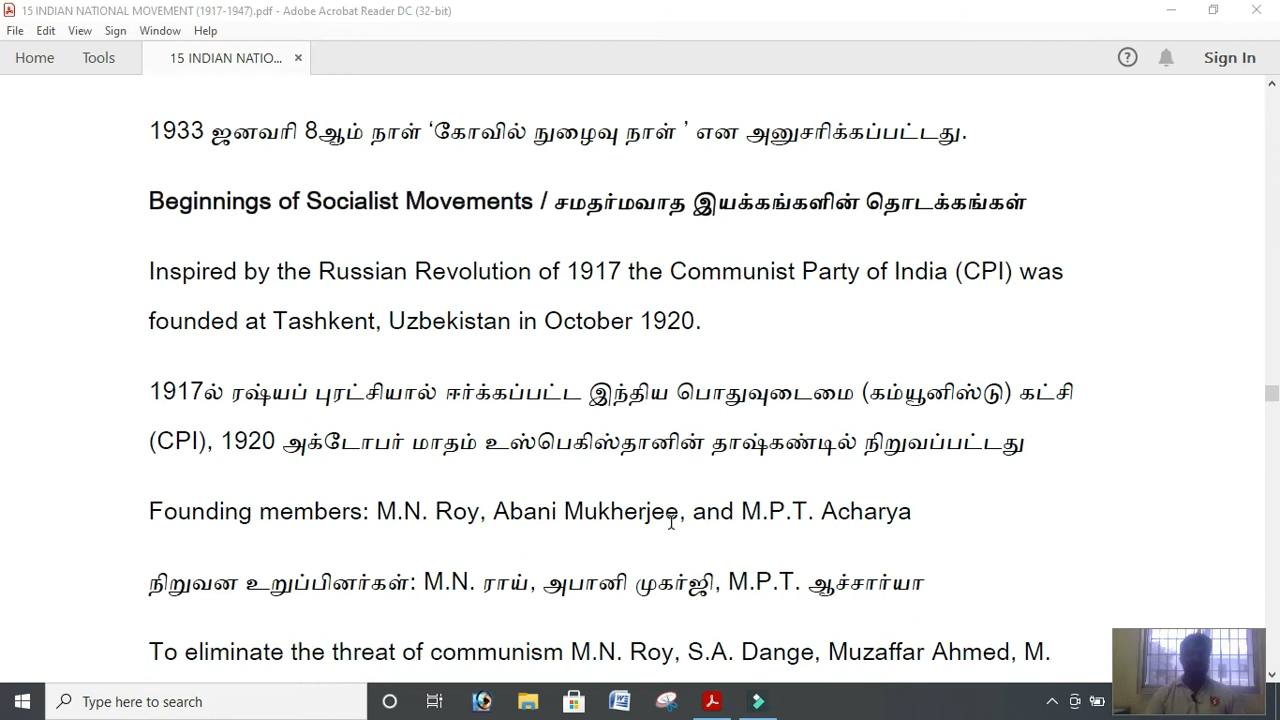 15 INDIAN NATIONAL MOVEMENT (1917-1947).pdf - Adobe Acrobat Reader DC (32-bit)
File Edit View Sign Window Help
Home Tools 15 INDIAN NATIO... × Sign In
1933 ஜனவரி 8ஆம் நாள் ‘கோவில் நுழைவு நாள் ’ என அனுசரிக்கப்பட்டது.
Beginnings of Socialist Movements / சமதர்மவாத இயக்கங்களின் தொடக்கங்கள்
Inspired by the Russian Revolution of 1917 the Communist Party of India (CPI) was
founded at Tashkent, Uzbekistan in October 1920.
1917ல் ரஷ்யப் புரட்சியால் ஈர்க்கப்பட்ட இந்திய பொதுவுடைமை (கம்யூனிஸ்டு) கட்சி
(CPI), 1920 அக்டோபர் மாதம் உஸ்பெகிஸ்தானின் தாஷ்கண்டில் நிறுவப்பட்டது
Founding members: M.N. Roy, Abani Mukherjee, and M.P.T. Acharya
நிறுவன உறுப்பினர்கள்: M.N. ராய், அபானி முகர்ஜி, M.P.T. ஆச்சார்யா
To eliminate the threat of communism M.N. Roy, S.A. Dange, Muzaffar Ahmed, M.
Type here to search